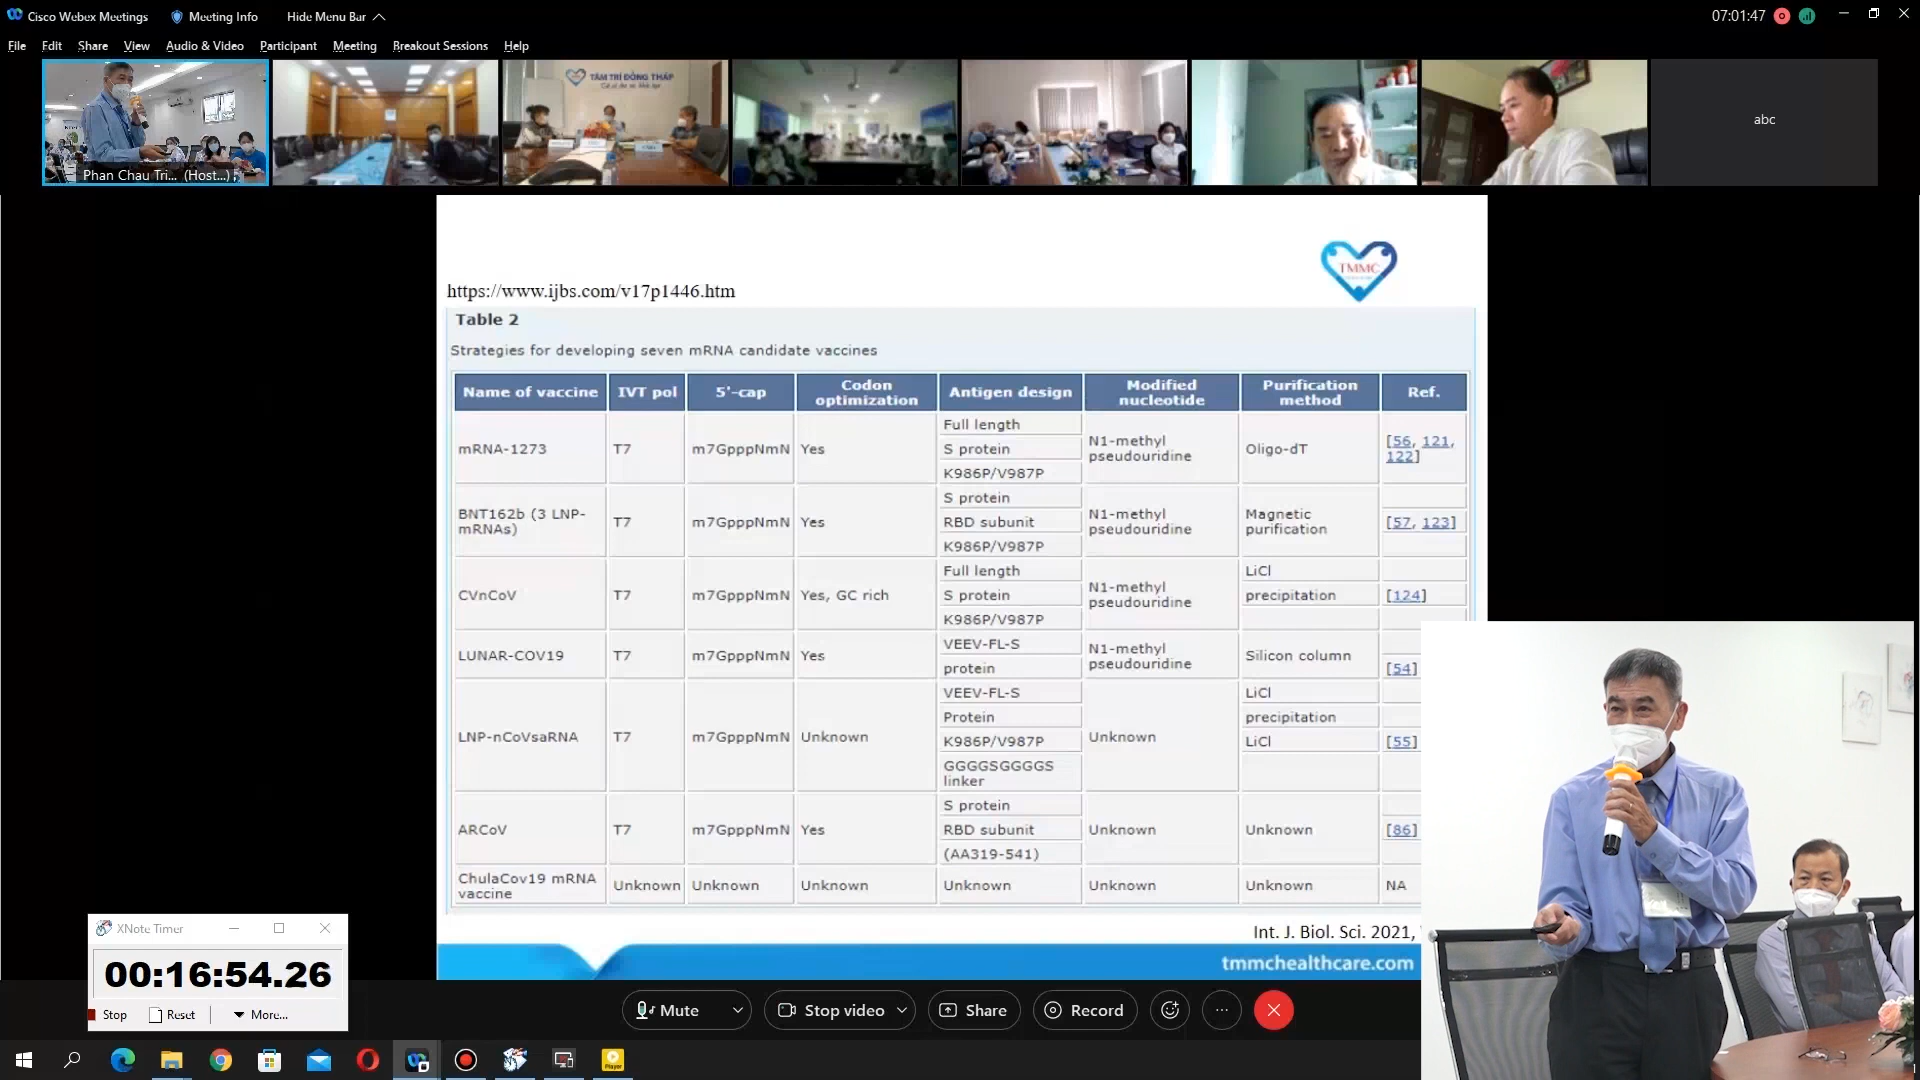 Cisco Webex Meetings
Meeting Info
Hide Menu Bar
07:01:47
File Edit Share View Audio & Video Participant Meeting Breakout Sessions Help
TÂM TRÍ ĐỒNG THÁP
abc
Phan Chau Tri... (Host...)
TMMC
https://www.ijbs.com/v17p1446.htm
Table 2
Strategies for developing seven mRNA candidate vaccines
Name of vaccine IVT pol 5'-cap Codon optimization Antigen design Modified nucleotide Purification method Ref.
mRNA-1273 T7 m7GpppNmN Yes Full length S protein K986P/V987P N1-methyl pseudouridine Oligo-dT [56, 121, 122]
BNT162b (3 LNP-mRNAs) T7 m7GpppNmN Yes S protein RBD subunit K986P/V987P N1-methyl pseudouridine Magnetic purification [57, 123]
CVnCoV T7 m7GpppNmN Yes, GC rich Full length S protein K986P/V987P N1-methyl pseudouridine LiCl precipitation [124]
LUNAR-COV19 T7 m7GpppNmN Yes VEEV-FL-S protein N1-methyl pseudouridine Silicon column [54]
LNP-nCoVsaRNA T7 m7GpppNmN Unknown VEEV-FL-S Protein K986P/V987P GGGGSGGGGS linker Unknown LiCl precipitation LiCl [55]
ARCoV T7 m7GpppNmN Yes S protein RBD subunit (AA319-541) Unknown Unknown [86]
ChulaCov19 mRNA vaccine Unknown Unknown Unknown Unknown Unknown Unknown NA
Int. J. Biol. Sci. 2021,
tmmchealthcare.com
XNote Timer
00:16:54.26
Stop Reset More...
Mute Stop video Share Record
Player